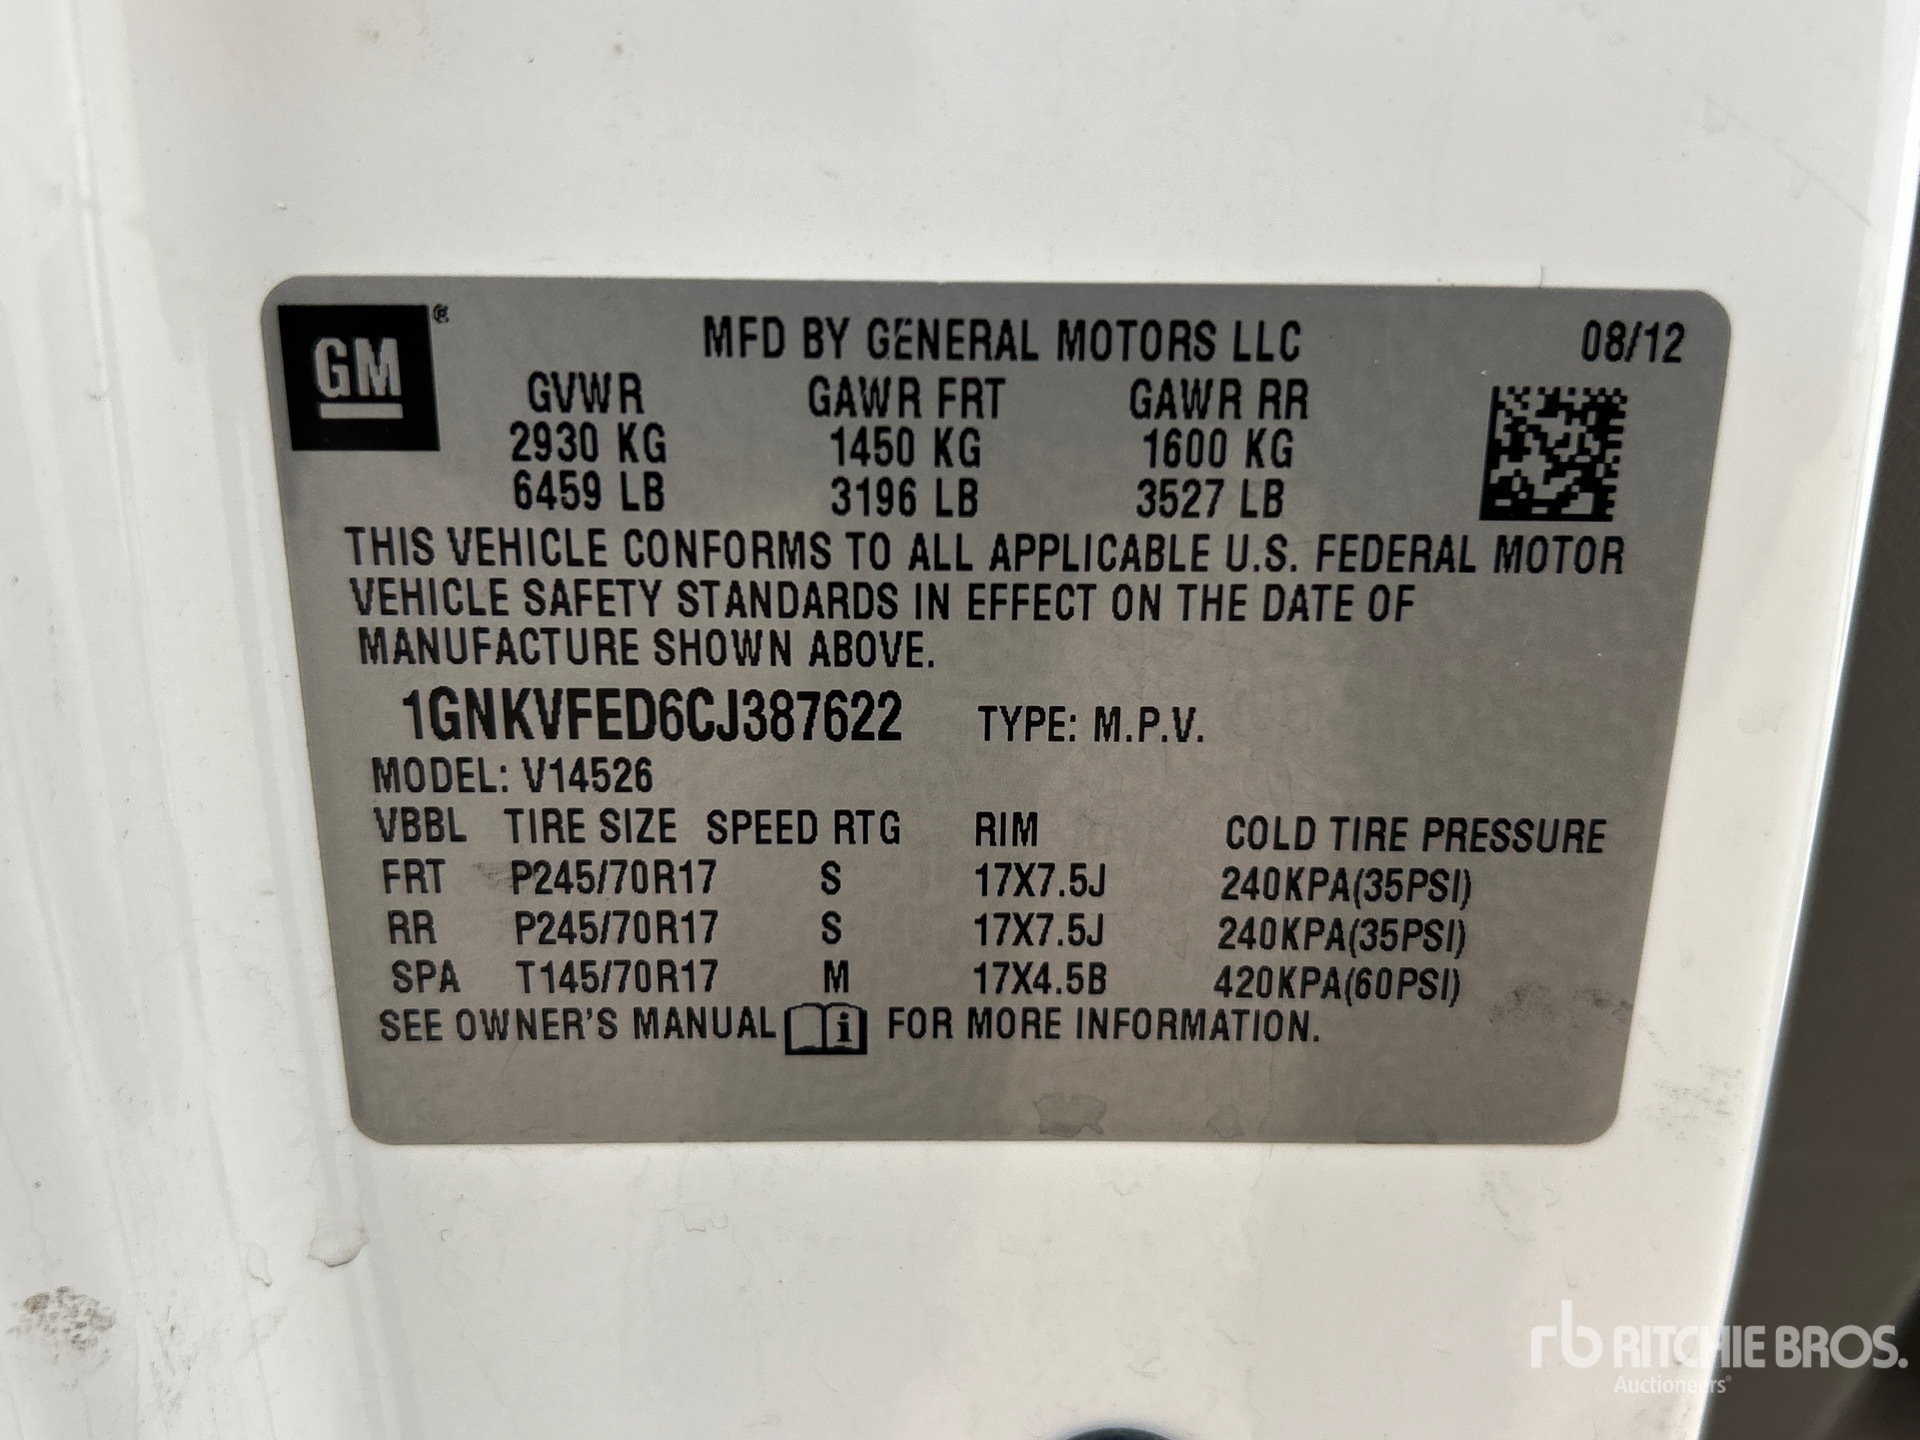 GM®
MFD BY GENERAL MOTORS LLC 08/12
GVWR GAWR FRT GAWR RR
2930 KG 1450 KG 1600 KG
6459 LB 3196 LB 3527 LB
THIS VEHICLE CONFORMS TO ALL APPLICABLE U.S. FEDERAL MOTOR
VEHICLE SAFETY STANDARDS IN EFFECT ON THE DATE OF
MANUFACTURE SHOWN ABOVE.
1GNKVFED6CJ387622 TYPE: M.P.V.
MODEL: V14526
VBBL TIRE SIZE SPEED RTG RIM COLD TIRE PRESSURE
FRT P245/70R17 S 17X7.5J 240KPA(35PSI)
RR P245/70R17 S 17X7.5J 240KPA(35PSI)
SPA T145/70R17 M 17X4.5B 420KPA(60PSI)
SEE OWNER'S MANUAL i FOR MORE INFORMATION.
rb RITCHIE BROS.
Auctioneers®